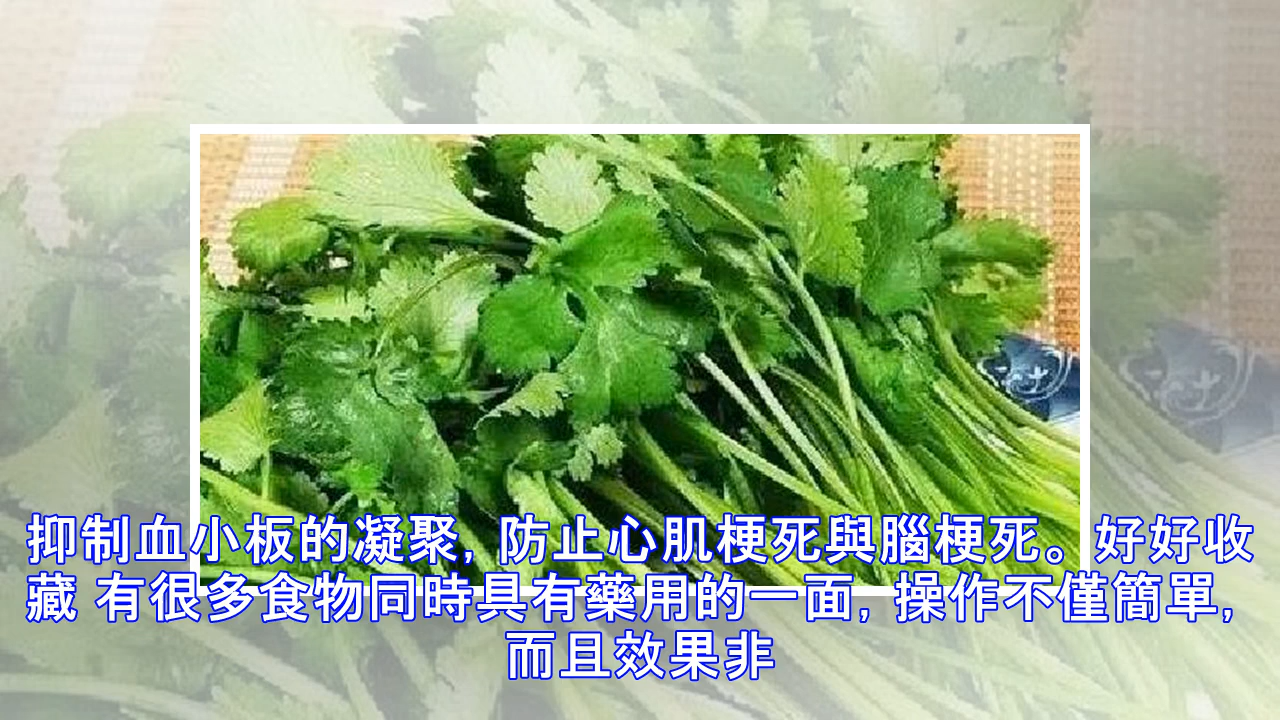 抑制血小板的凝聚, 防止心肌梗死與腦梗死。好好收
藏 有很多食物同時具有藥用的一面, 操作不僅簡單,
而且效果非